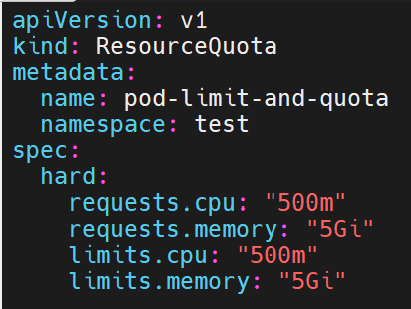 apiVersion: v1
kind: ResourceQuota
metadata:
  name: pod-limit-and-quota
  namespace: test
spec:
  hard:
    requests.cpu: "500m"
    requests.memory: "5Gi"
    limits.cpu: "500m"
    limits.memory: "5Gi"